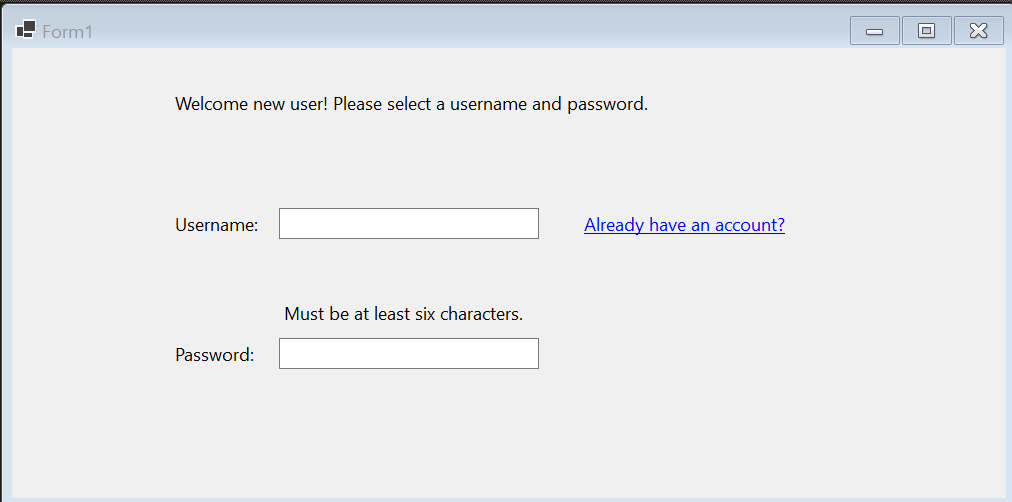 Form1
Welcome new user! Please select a username and password.
Username:
Already have an account?
Must be at least six characters.
Password: